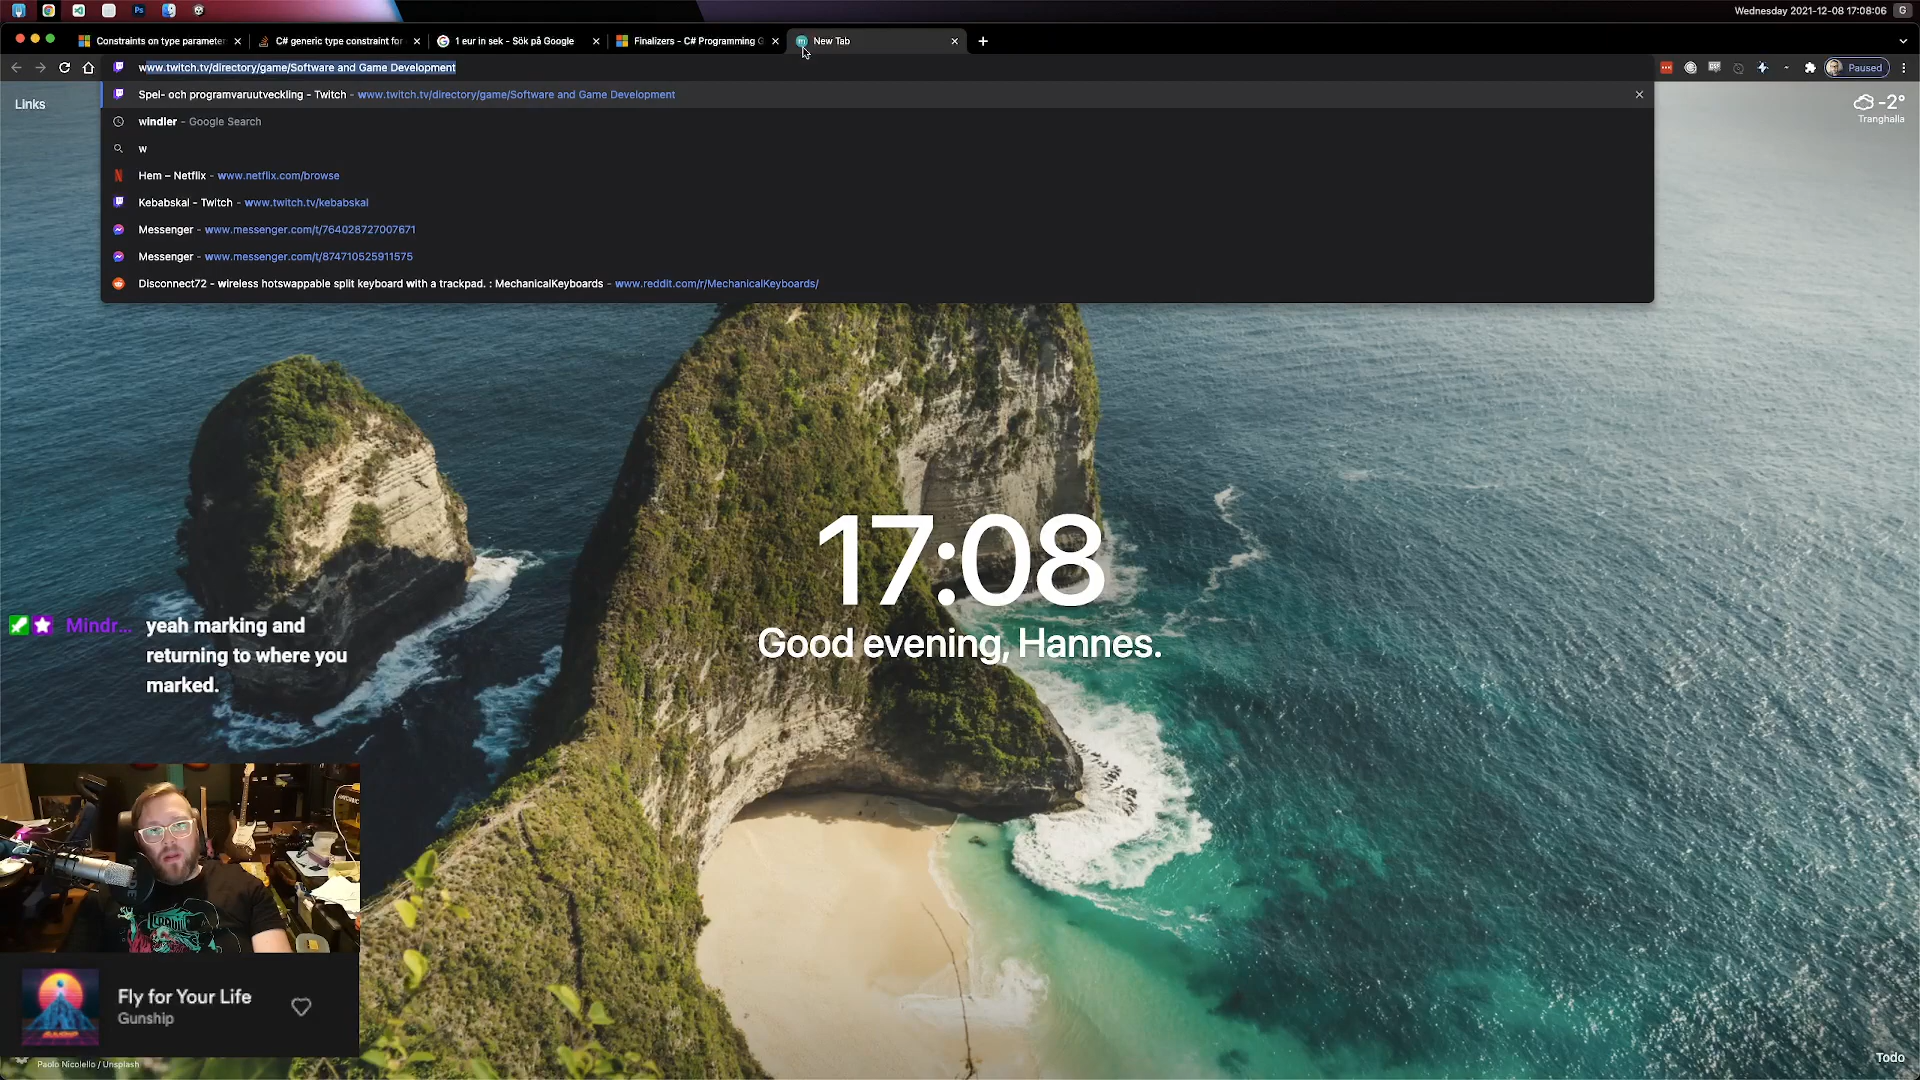 Wednesday 2021-12-08 17:08:06
G
Constraints on type parameter
C# generic type constraint for
1 eur in sek - Sök på Google
Finalizers - C# Programming G
New Tab
www.twitch.tv/directory/game/Software and Game Development
Paused
Links
Spel- och programvaruutveckling - Twitch - www.twitch.tv/directory/game/Software and Game Development
windler - Google Search
w
Hem – Netflix - www.netflix.com/browse
Kebabskal - Twitch - www.twitch.tv/kebabskal
Messenger - www.messenger.com/t/764028727007671
Messenger - www.messenger.com/t/874710525911575
Disconnect72 - wireless hotswappable split keyboard with a trackpad. : MechanicalKeyboards - www.reddit.com/r/MechanicalKeyboards/
-2°
Tranghalla
17:08
Good evening, Hannes.
Mindr... yeah marking and
returning to where you
marked.
Fly for Your Life
Gunship
Paolo Nicolello / Unsplash
Todo